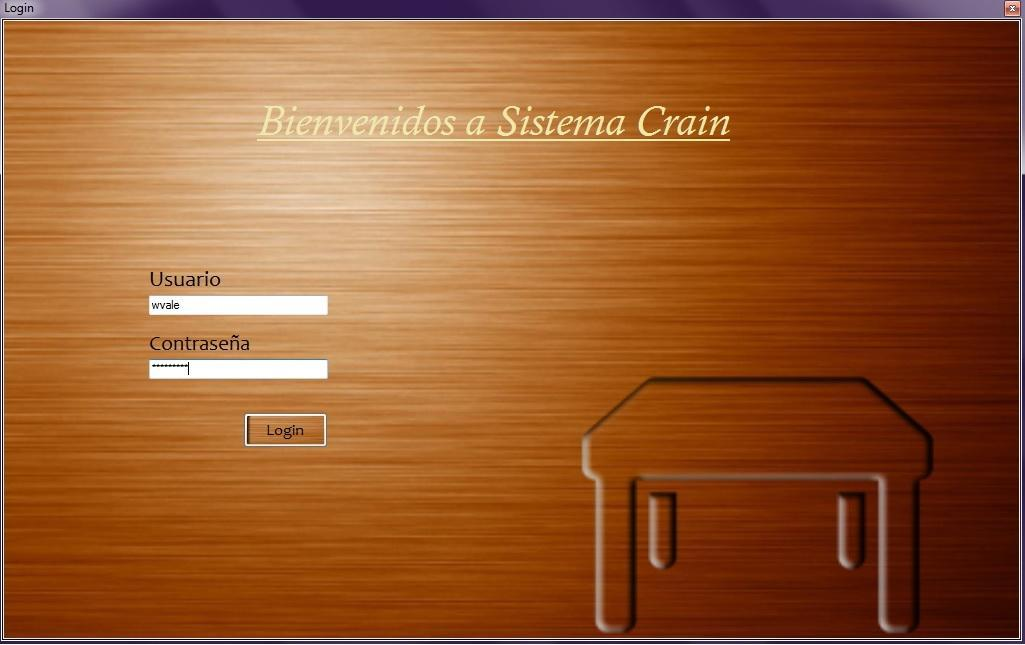 Login
Bienvenidos a Sistema Crain
Usuario
wvale
Contraseña
*********
Login